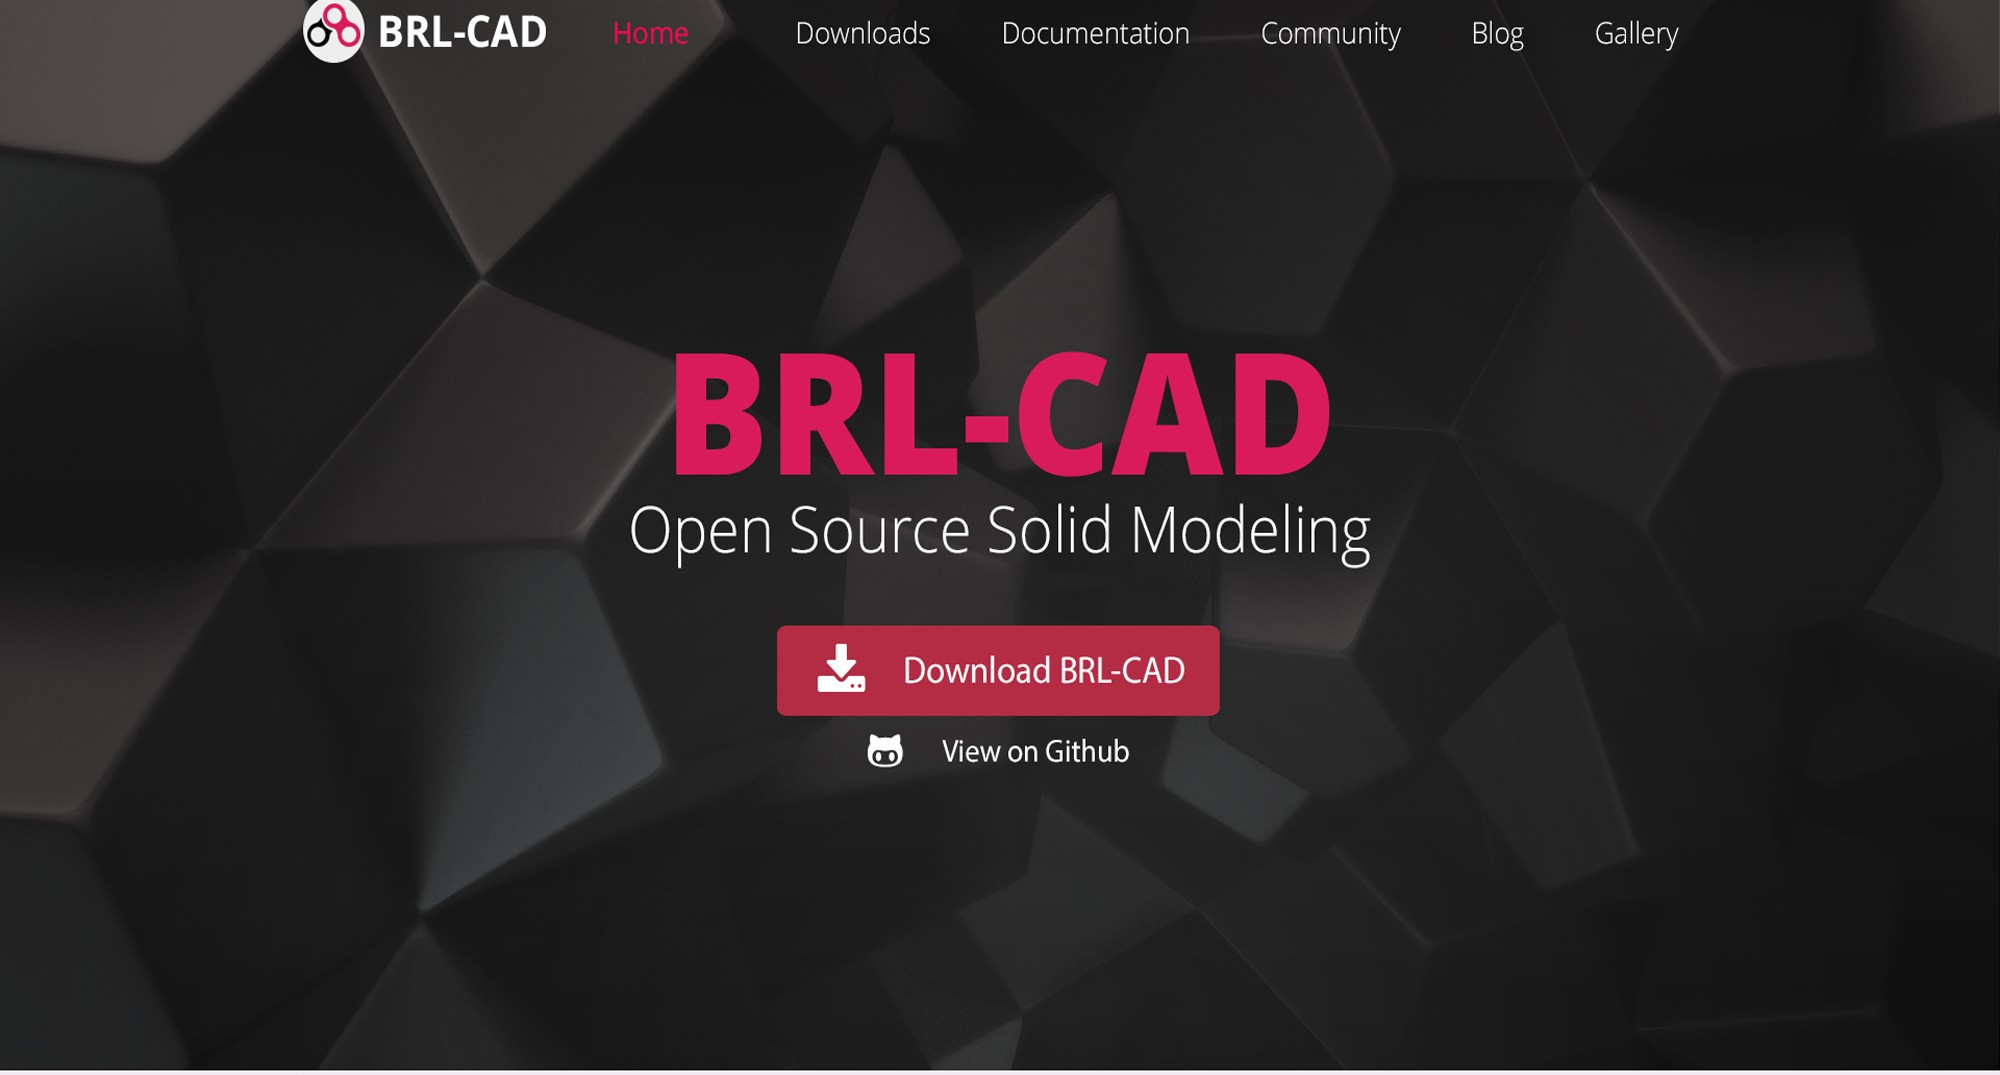 BRL-CAD Home Downloads Documentation Community Blog Gallery
BRL-CAD
Open Source Solid Modeling
Download BRL-CAD
View on Github